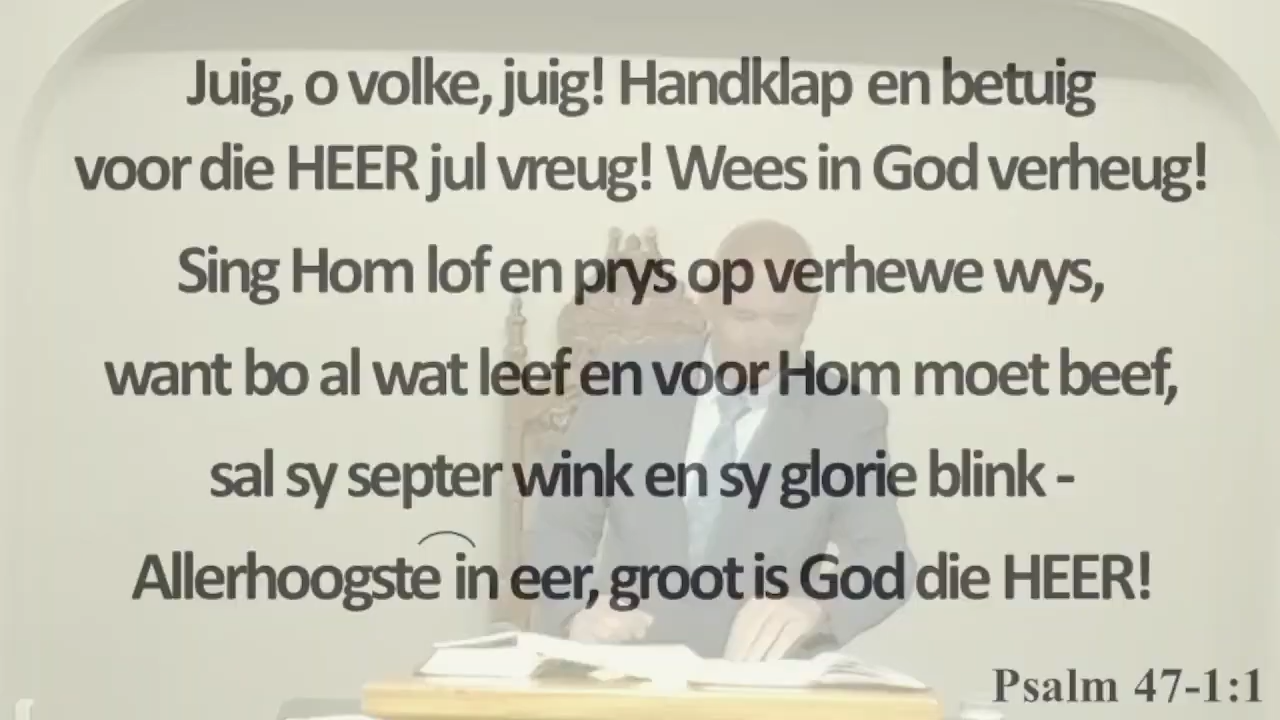 Juig, o volke, juig! Handklap en betuig
voor die HEER jul vreug! Wees in God verheug!
Sing Hom lof en prys op verhewe wys,
want bo al wat leef en voor Hom moet beef,
sal sy septer wink en sy glorie blink -
Allerhoogste in eer, groot is God die HEER!
Psalm 47-1:1